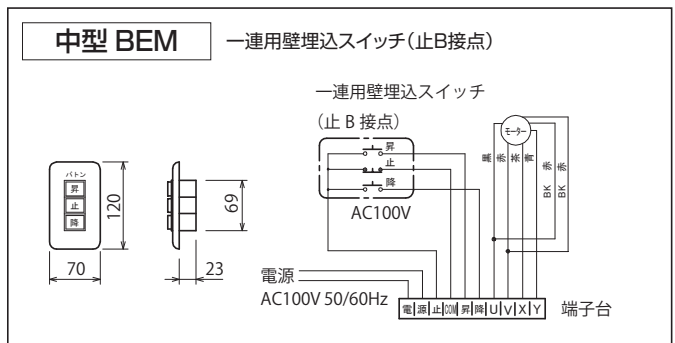 中型 BEM
一連用壁埋込スイッチ(止B接点)
一連用壁埋込スイッチ
(止 B 接点)
昇
止
降
AC100V
モーター
黒 赤 茶 青
BK 赤
BK 赤
バトン
昇
止
降
120
70
69
23
電源
AC100V 50/60Hz
電 源 止 COM 昇 降 U V X Y
端子台